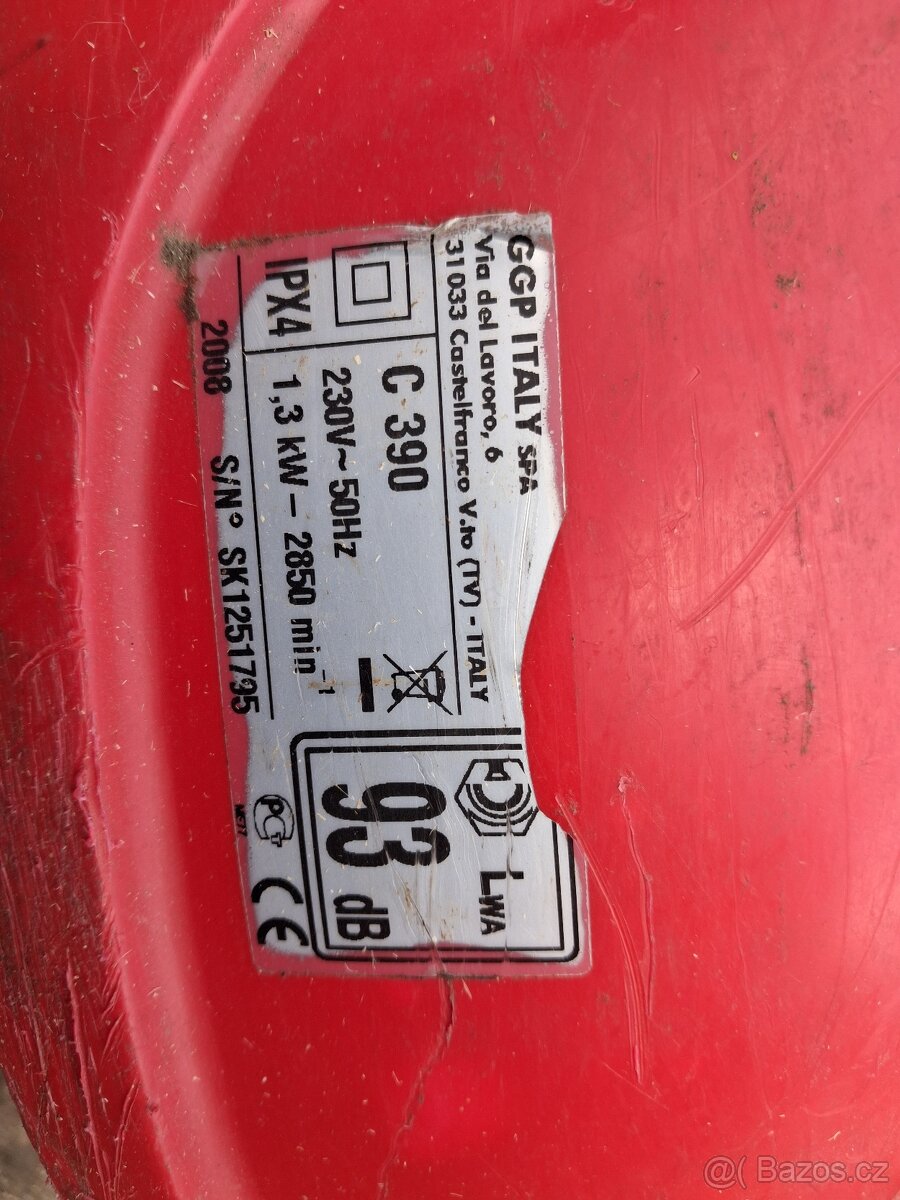 GGP ITALY SPA
Via del Lavoro, 6
31033 Castelfranco V.to (TV) - ITALY
C 390
230V~ 50Hz
IPX4
1,3 kW - 2850 min-1
2008 S/N° SK1251795
LWA
93 dB
CE
@( Bazos.cz